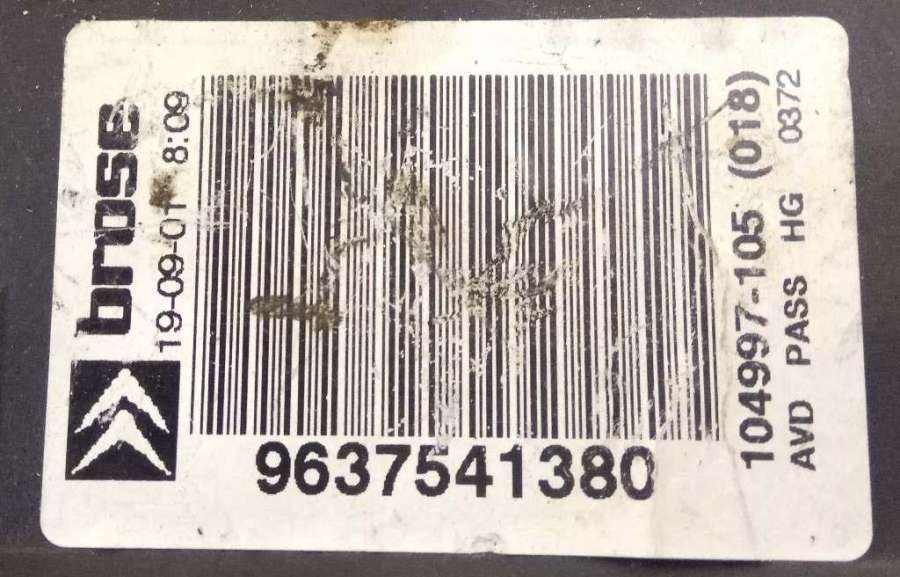 brose
19-09-01 8:09
9637541380
104997-105 (018)
AVD PASS HG 0372